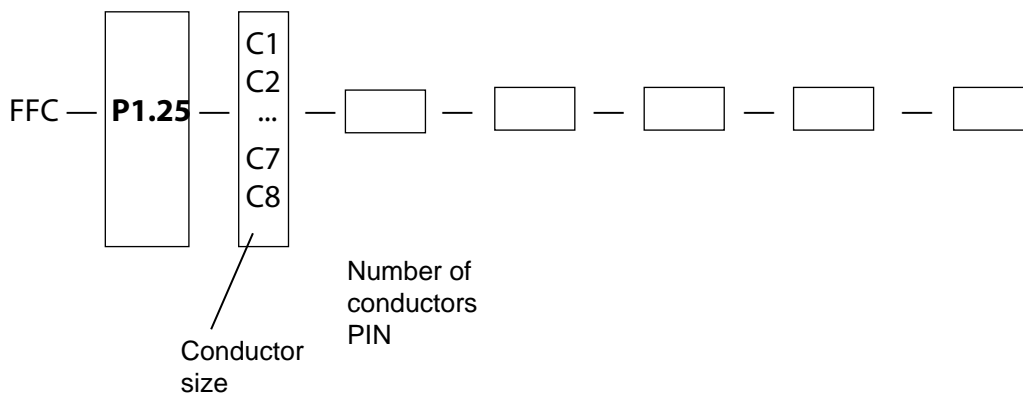 C1
C2
FFC — P1.25 — ... — — — — —
C7
C8
Number of
conductors
PIN
Conductor
size